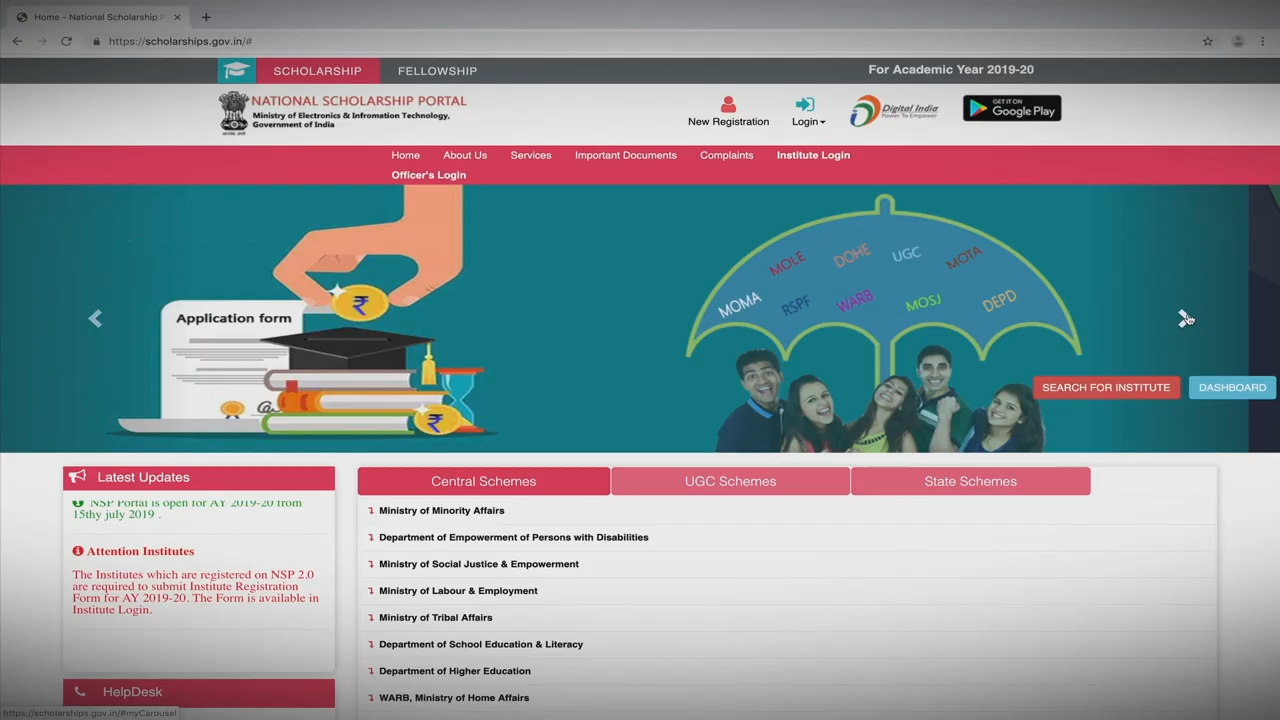 Home - National Scholarship P
https://scholarships.gov.in/#
SCHOLARSHIP
FELLOWSHIP
For Academic Year 2019-20
NATIONAL SCHOLARSHIP PORTAL
Ministry of Electronics & Infromation Technology,
Government of India
New Registration
Login
Digital India
Power To Empower
GET IT ON
Google Play
Home
About Us
Services
Important Documents
Complaints
Institute Login
Officer's Login
Application form
MOMA
MOLE
RSPF
DOHE
WARB
UGC
MOSJ
MOTA
DEPD
SEARCH FOR INSTITUTE
DASHBOARD
Latest Updates
NSP Portal is open for AY 2019-20 from
15thy july 2019 .
Attention Institutes
The Institutes which are registered on NSP 2.0
are required to submit Institute Registration
Form for AY 2019-20. The Form is available in
Institute Login.
HelpDesk
Central Schemes
UGC Schemes
State Schemes
Ministry of Minority Affairs
Department of Empowerment of Persons with Disabilities
Ministry of Social Justice & Empowerment
Ministry of Labour & Employment
Ministry of Tribal Affairs
Department of School Education & Literacy
Department of Higher Education
WARB, Ministry of Home Affairs
https://scholarships.gov.in/#myCarousel